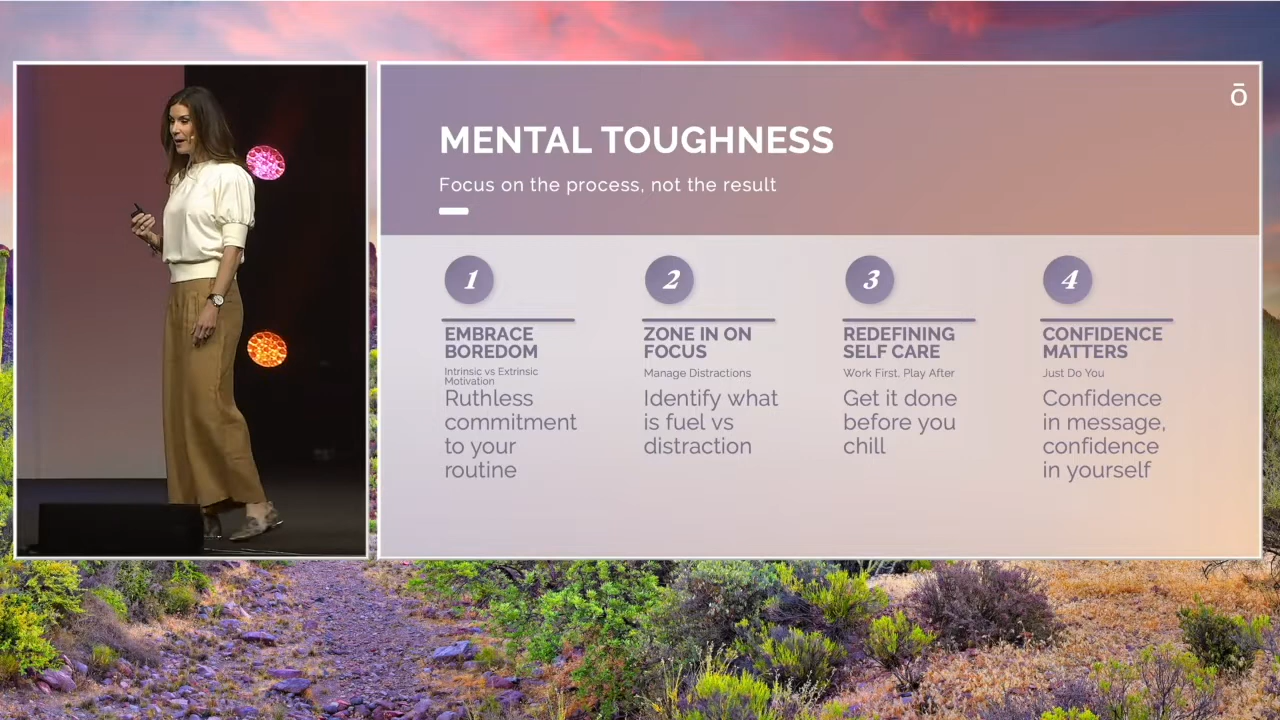 ō
MENTAL TOUGHNESS
Focus on the process, not the result
1
EMBRACE
BOREDOM
Intrinsic vs Extrinsic
Motivation
Ruthless
commitment
to your
routine
2
ZONE IN ON
FOCUS
Manage Distractions
Identify what
is fuel vs
distraction
3
REDEFINING
SELF CARE
Work First, Play After
Get it done
before you
chill
4
CONFIDENCE
MATTERS
Just Do You
Confidence
in message,
confidence
in yourself